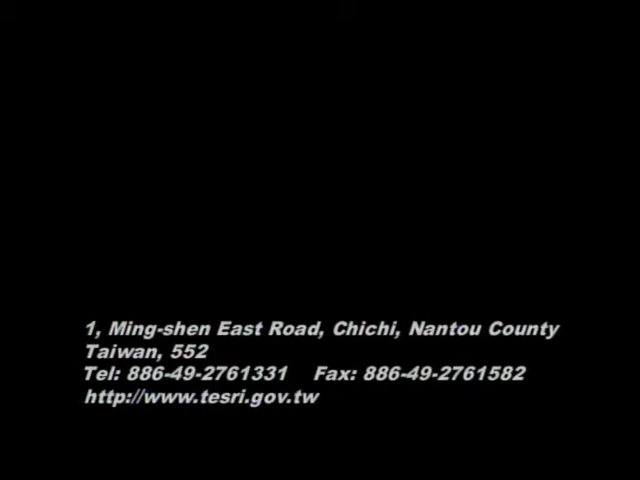 1, Ming-shen East Road, Chichi, Nantou County
Taiwan, 552
Tel: 886-49-2761331 Fax: 886-49-2761582
http://www.tesri.gov.tw